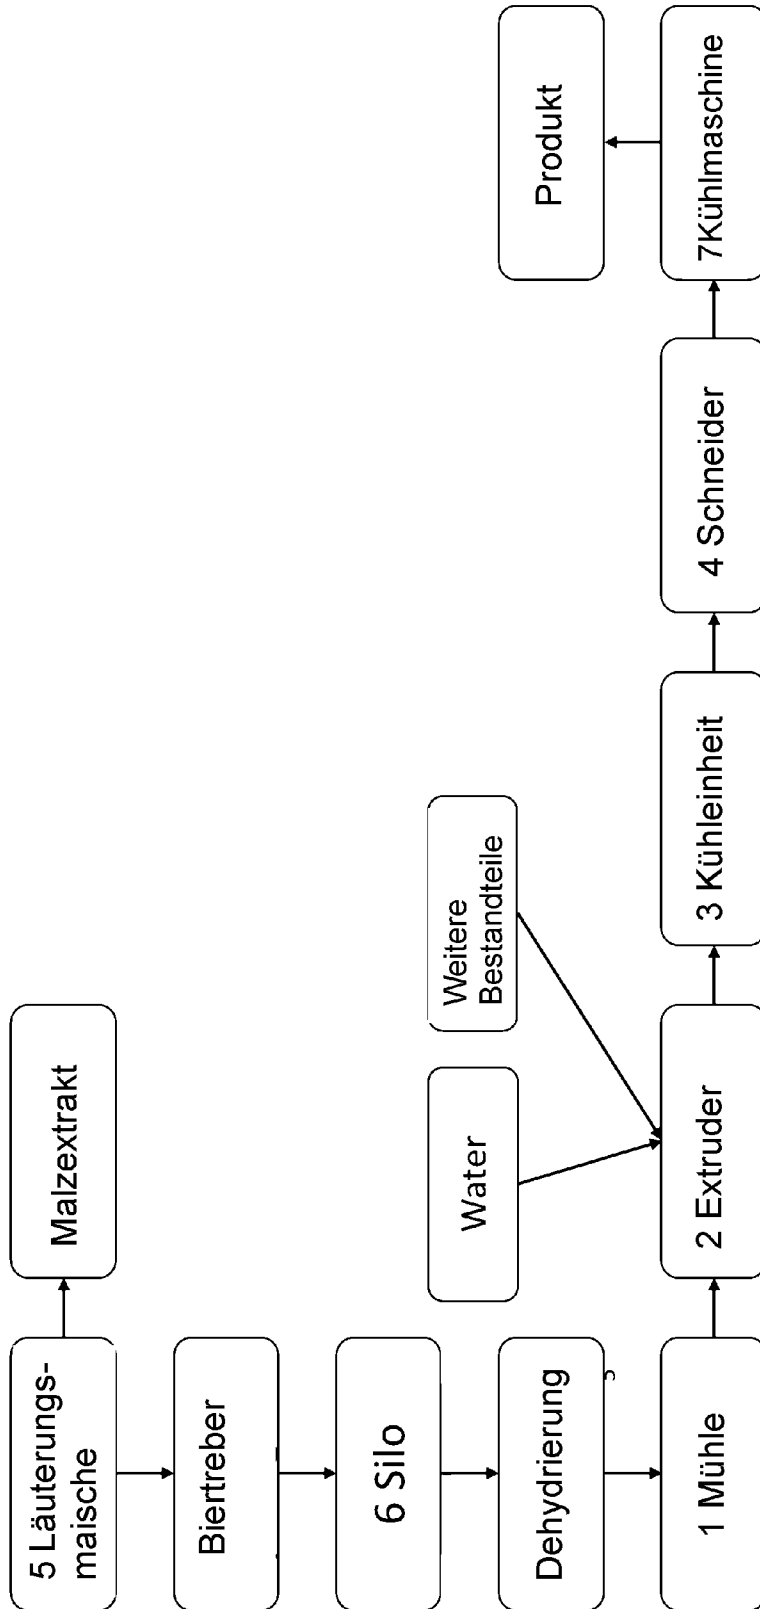 5 Läuterungs-
maische
Malzextrakt
Biertreber
6 Silo
Dehydrierung
5
1 Mühle
Water
Weitere
Bestandteile
2 Extruder
3 Kühleinheit
4 Schneider
7Kühlmaschine
Produkt